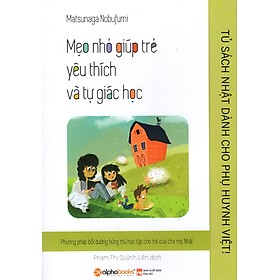 Matsunaga Nobufumi
Mẹo nhỏ giúp trẻ
yêu thích
và tự giác học
TỦ SÁCH NHẬT DÀNH CHO PHỤ HUYNH VIỆT!
Phương pháp bồi dưỡng hứng thú học tập cho trẻ của cha mẹ Nhật
Phạm Thị Quỳnh Liên dịch
alphabooks